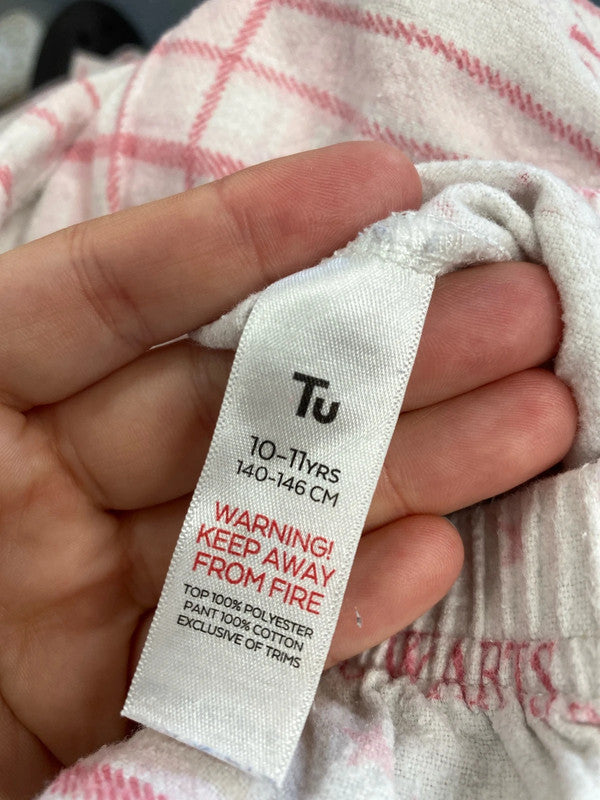 Tu
10-11YRS
140-146 CM
WARNING!
KEEP AWAY
FROM FIRE
TOP 100% POLYESTER
PANT 100% COTTON
EXCLUSIVE OF TRIMS
WARTS